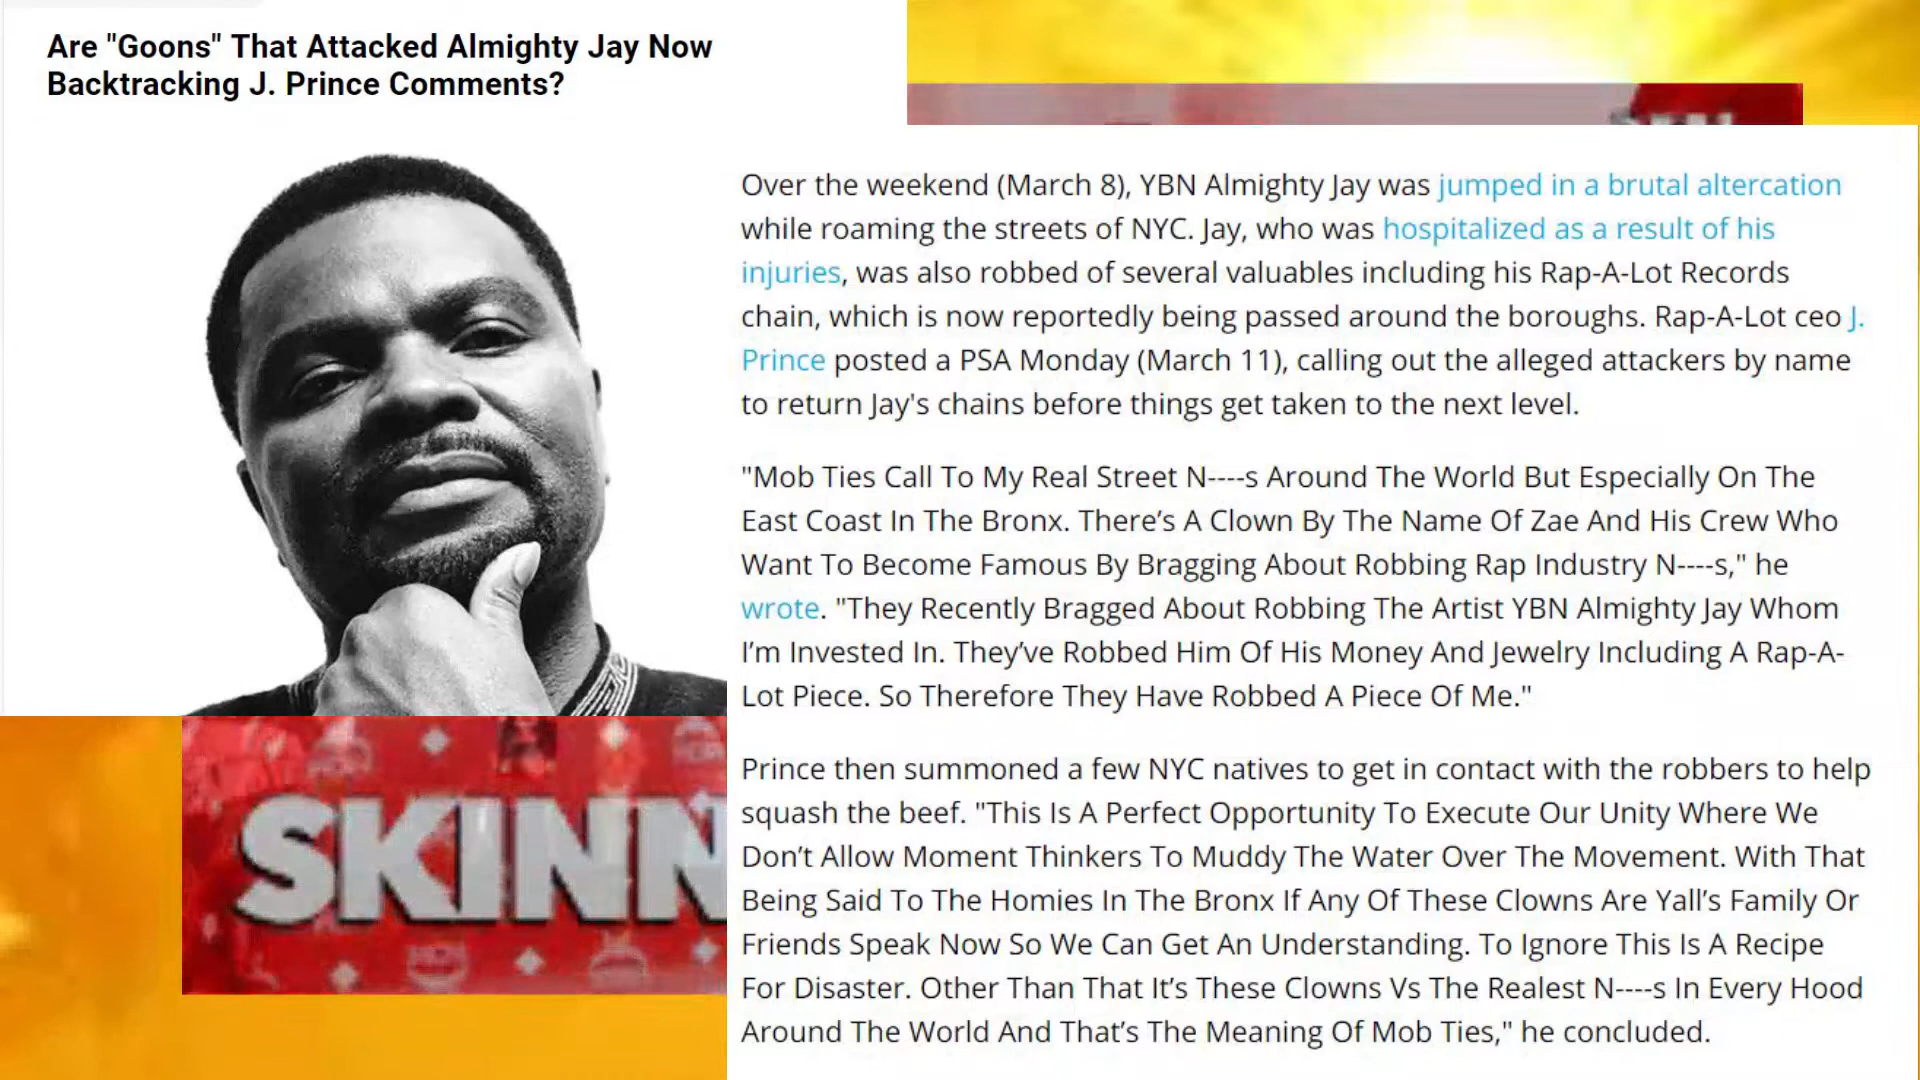 Are "Goons" That Attacked Almighty Jay Now
Backtracking J. Prince Comments?
Over the weekend (March 8), YBN Almighty Jay was jumped in a brutal altercation
while roaming the streets of NYC. Jay, who was hospitalized as a result of his
injuries, was also robbed of several valuables including his Rap-A-Lot Records
chain, which is now reportedly being passed around the boroughs. Rap-A-Lot ceo J.
Prince posted a PSA Monday (March 11), calling out the alleged attackers by name
to return Jay's chains before things get taken to the next level.
"Mob Ties Call To My Real Street N----s Around The World But Especially On The
East Coast In The Bronx. There’s A Clown By The Name Of Zae And His Crew Who
Want To Become Famous By Bragging About Robbing Rap Industry N----s," he
wrote. "They Recently Bragged About Robbing The Artist YBN Almighty Jay Whom
I’m Invested In. They’ve Robbed Him Of His Money And Jewelry Including A Rap-A-
Lot Piece. So Therefore They Have Robbed A Piece Of Me."
Prince then summoned a few NYC natives to get in contact with the robbers to help
squash the beef. "This Is A Perfect Opportunity To Execute Our Unity Where We
Don’t Allow Moment Thinkers To Muddy The Water Over The Movement. With That
Being Said To The Homies In The Bronx If Any Of These Clowns Are Yall’s Family Or
Friends Speak Now So We Can Get An Understanding. To Ignore This Is A Recipe
For Disaster. Other Than That It’s These Clowns Vs The Realest N----s In Every Hood
Around The World And That’s The Meaning Of Mob Ties," he concluded.
SKINN